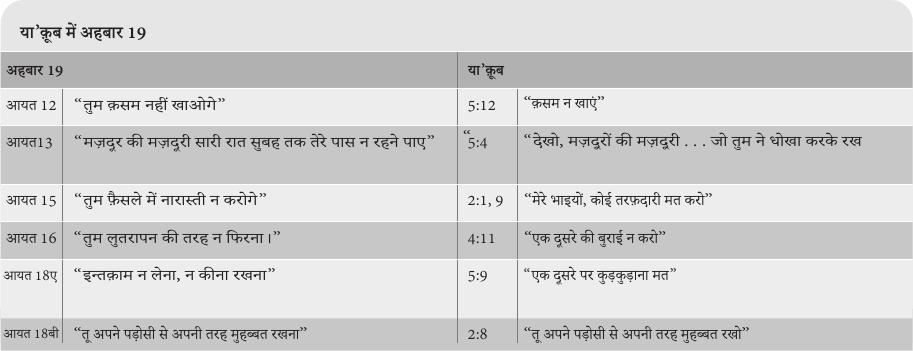 या’क़ूब में अहबार 19
अहबार 19 या’क़ूब
आयत 12 “तुम क़सम नहीं खाओगे” 5:12 “क़सम न खाएं”
आयत13 “मज़दूर की मज़दूरी सारी रात सुबह तक तेरे पास न रहने पाए” “5:4 “देखो, मज़दूरों की मज़दूरी . . . जो तुम ने धोखा करके रख
आयत 15 “तुम फ़ैसले में नारास्ती न करोगे” 2:1, 9 “मेरे भाइयों, कोई तरफ़दारी मत करो”
आयत 16 “तुम लुतरापन की तरह न फिरना।” 4:11 “एक दूसरे की बुराई न करो”
आयत 18ए “इन्तक़ाम न लेना, न कीना रखना” 5:9 “एक दूसरे पर कुड़कुड़ाना मत”
आयत 18बी “तू अपने पड़ोसी से अपनी तरह मुहब्बत रखना” 2:8 “तू अपने पड़ोसी से अपनी तरह मुहब्बत रखो”